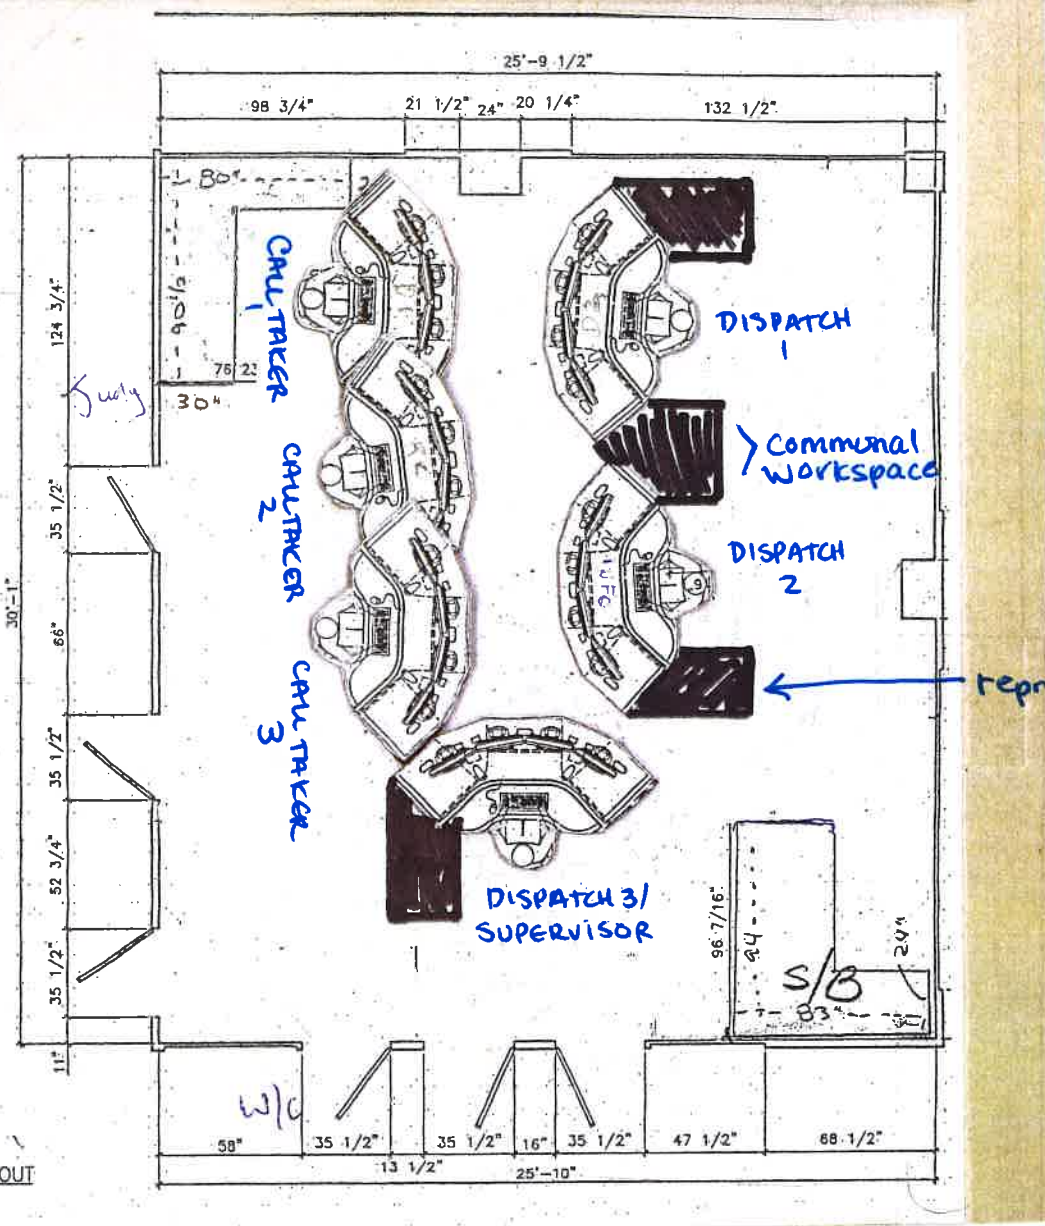 25'-9 1/2"
98 3/4"
21 1/2"
24"
20 1/4"
132 1/2"
80"
90 1/2
124 3/4"
CALL TAKER
1
DISPATCH
1
76
23
30"
Judy
Communal
workspace
CALL TAKER
2
35 1/2"
DISPATCH
2
INFO
30'-1"
66"
CALL TAKER
3
repr
35 1/2"
52 3/4"
DISPATCH 3/
SUPERVISOR
96 7/16"
94
24"
S/B
83"
35 1/2"
11"
W/C
58"
35 1/2"
13 1/2"
35 1/2"
16"
35 1/2"
47 1/2"
68 1/2"
25'-10"
OUT